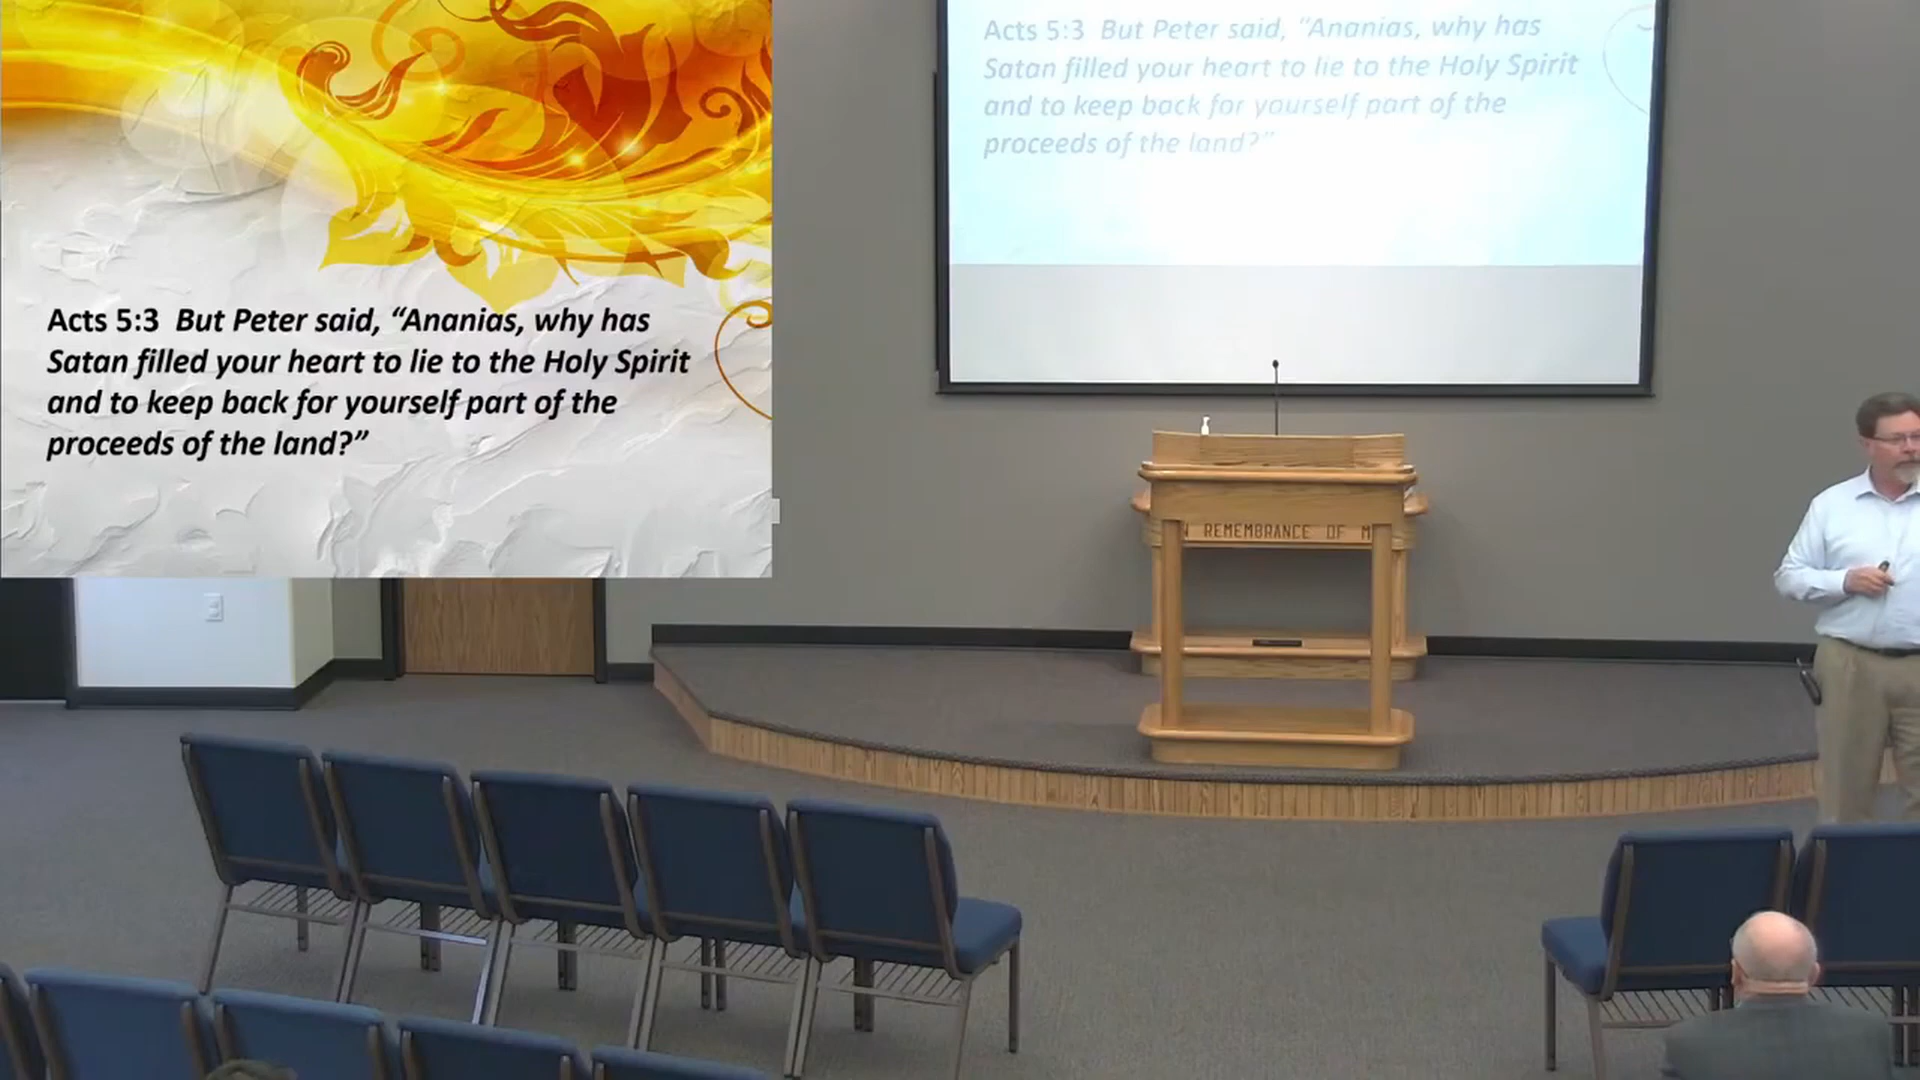 Acts 5:3 But Peter said, “Ananias, why has
Satan filled your heart to lie to the Holy Spirit
and to keep back for yourself part of the
proceeds of the land?”
Acts 5:3 But Peter said, “Ananias, why has
Satan filled your heart to lie to the Holy Spirit
and to keep back for yourself part of the
proceeds of the land?”
N REMEMBRANCE OF M